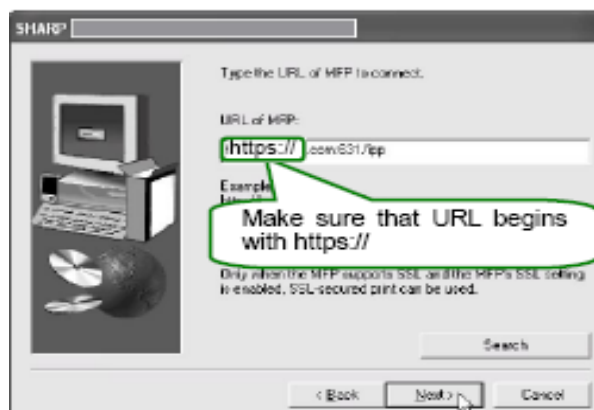 SHARP
Type the URL of MFP to connect.
URL of MFP:
https:// .com:631/ipp
Example
Make sure that URL begins
with https://
Only when the MFP supports SSL and the MFP's SSL setting
is enabled, SSL-secured print can be used.
Search
< Back
Next >
Cancel